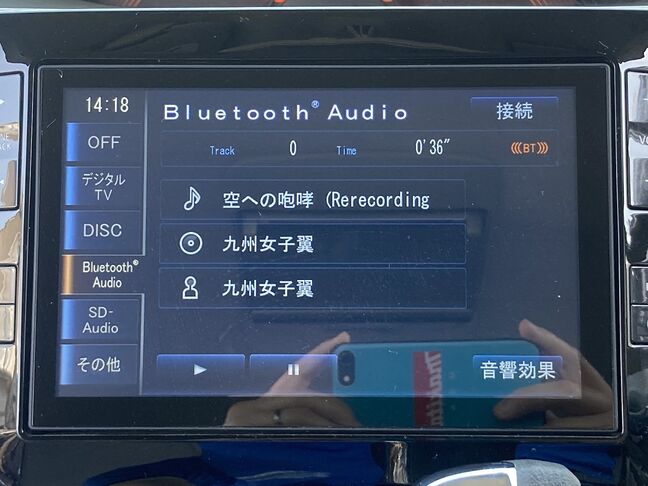 14:18
Bluetooth® Audio
接続
OFF
Track 0 Time 0'36"
BT
デジタル
TV
空への咆哮 (Rerecording
DISC
九州女子翼
Bluetooth®
Audio
九州女子翼
SD-
Audio
その他
音響効果